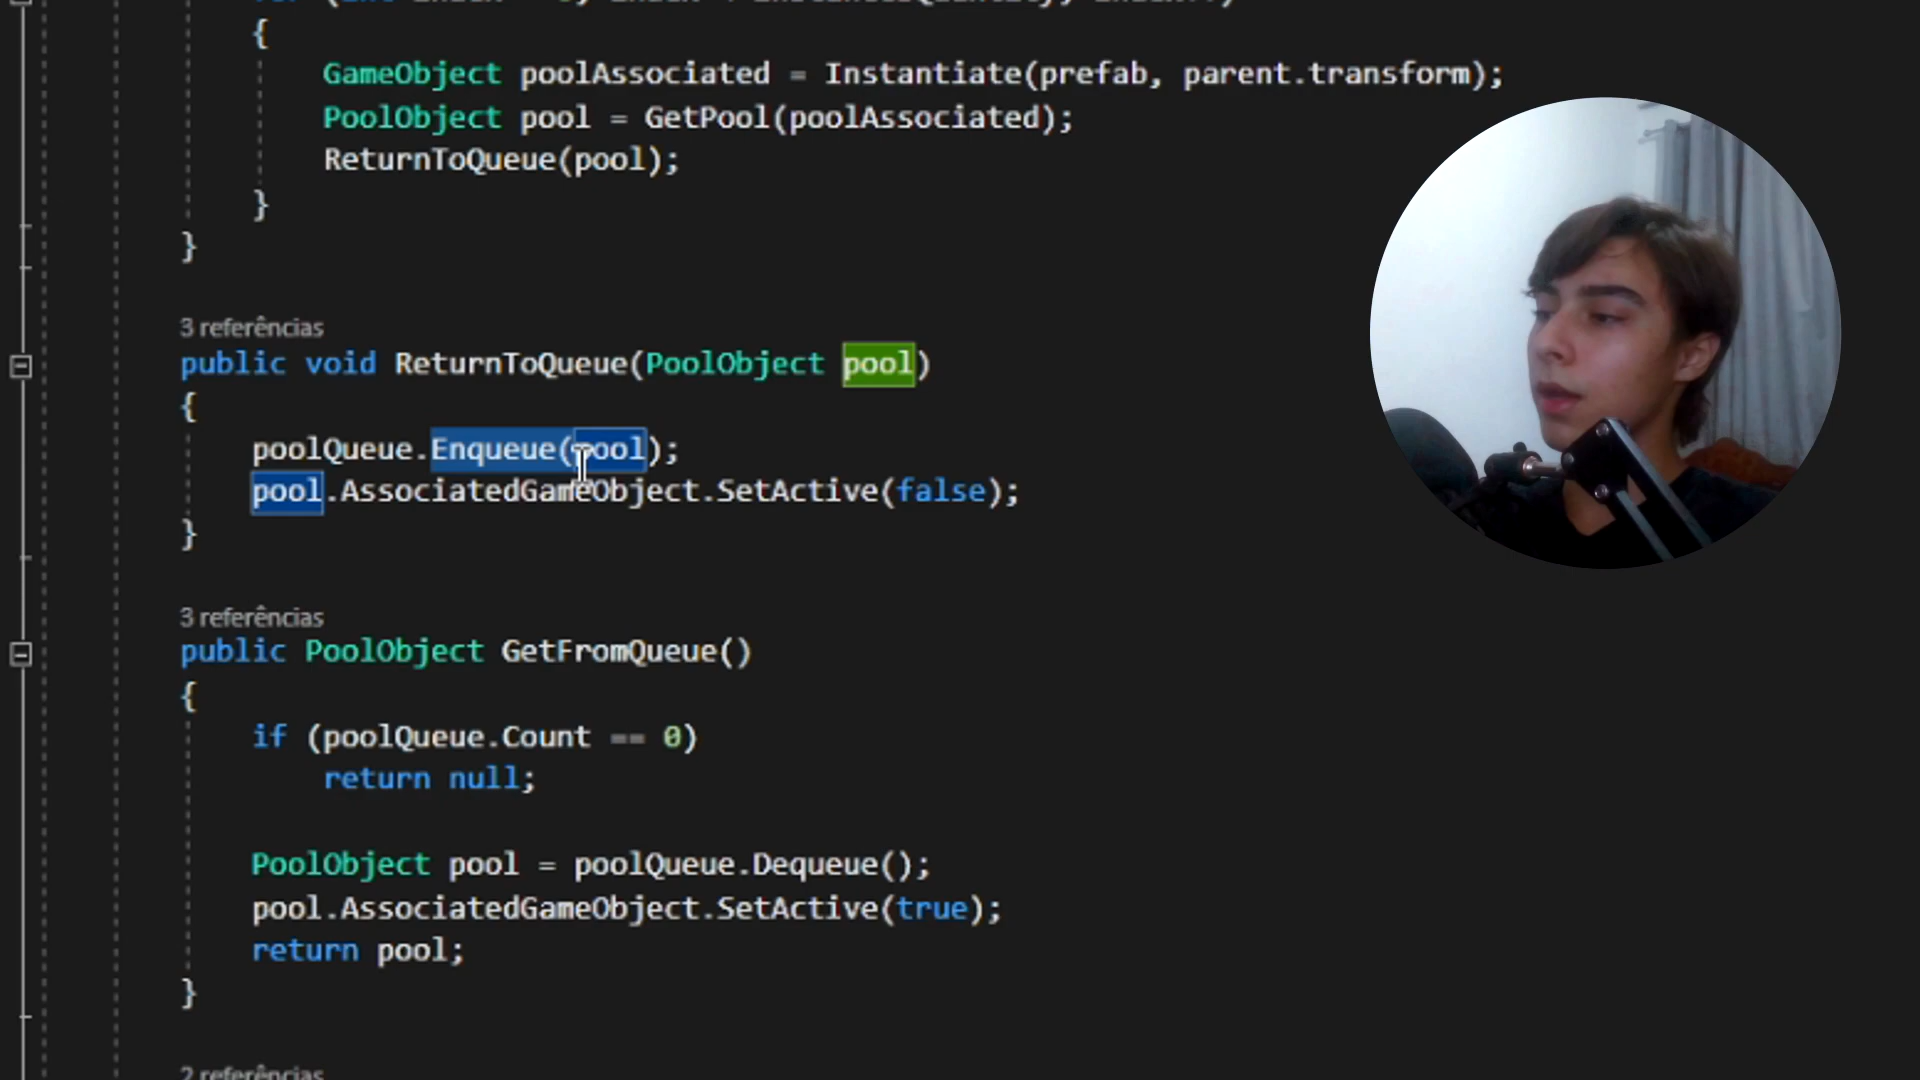 {
GameObject poolAssociated = Instantiate(prefab, parent.transform);
PoolObject pool = GetPool(poolAssociated);
ReturnToQueue(pool);
}
}
3 referências
public void ReturnToQueue(PoolObject pool)
{
poolQueue.Enqueue(pool);
pool.AssociatedGameObject.SetActive(false);
}
3 referências
public PoolObject GetFromQueue()
{
if (poolQueue.Count == 0)
return null;
PoolObject pool = poolQueue.Dequeue();
pool.AssociatedGameObject.SetActive(true);
return pool;
}
2 referências